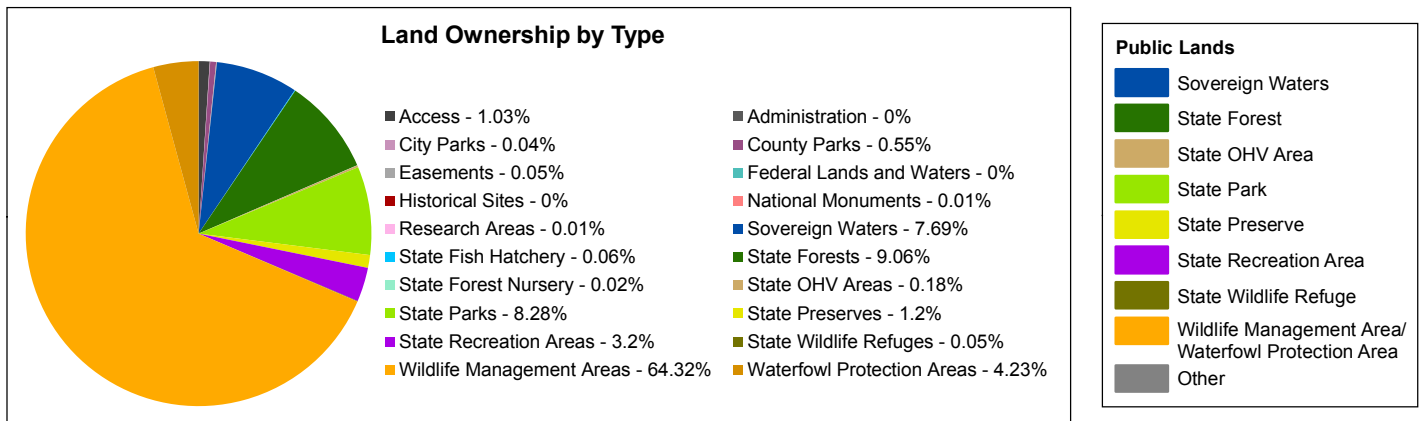 Land Ownership by Type
Access - 1.03%
Administration - 0%
City Parks - 0.04%
County Parks - 0.55%
Easements - 0.05%
Federal Lands and Waters - 0%
Historical Sites - 0%
National Monuments - 0.01%
Research Areas - 0.01%
Sovereign Waters - 7.69%
State Fish Hatchery - 0.06%
State Forests - 9.06%
State Forest Nursery - 0.02%
State OHV Areas - 0.18%
State Parks - 8.28%
State Preserves - 1.2%
State Recreation Areas - 3.2%
State Wildlife Refuges - 0.05%
Wildlife Management Areas - 64.32%
Waterfowl Protection Areas - 4.23%
Public Lands
Sovereign Waters
State Forest
State OHV Area
State Park
State Preserve
State Recreation Area
State Wildlife Refuge
Wildlife Management Area/
Waterfowl Protection Area
Other